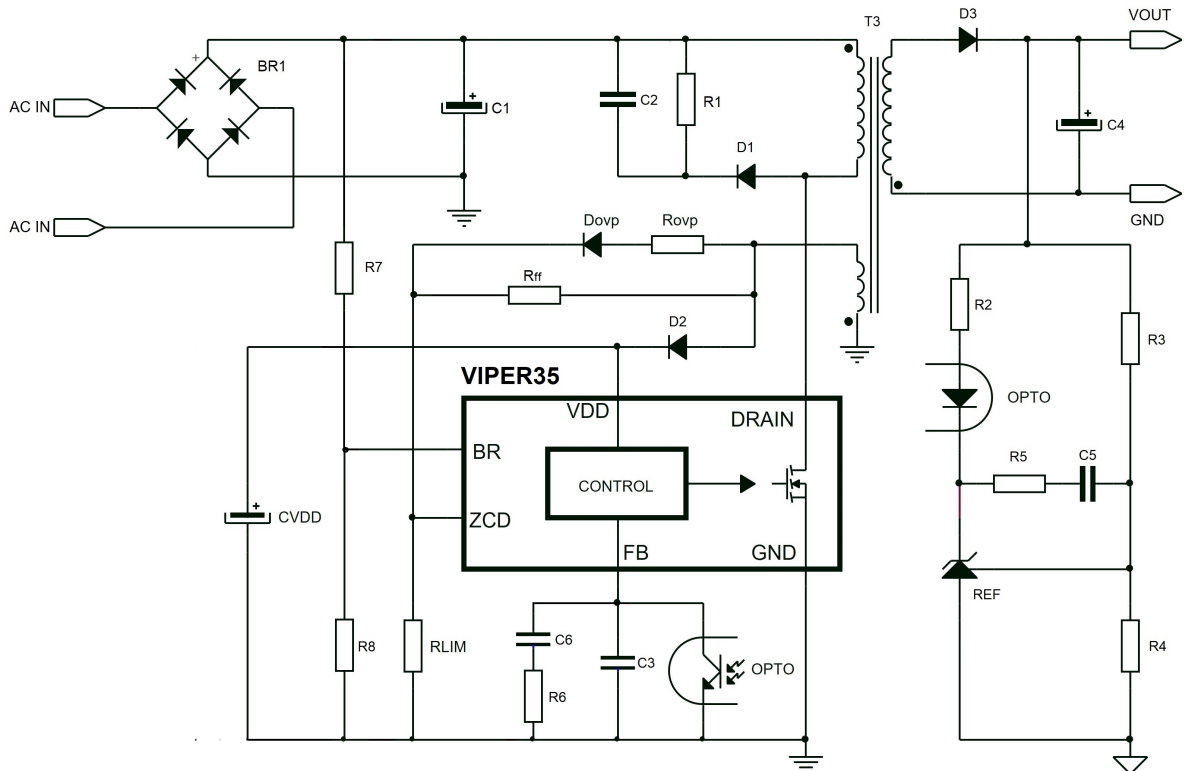 T3
D3
VOUT
+
BR1
AC IN
+
C1
C2
R1
D1
+
C4
AC IN
GND
Dovp
Rovp
R7
Rff
R2
R3
D2
VIPER35
OPTO
VDD
DRAIN
BR
R5
C5
CONTROL
+
CVDD
ZCD
FB
GND
REF
R8
RLIM
C6
C3
R6
OPTO
R4